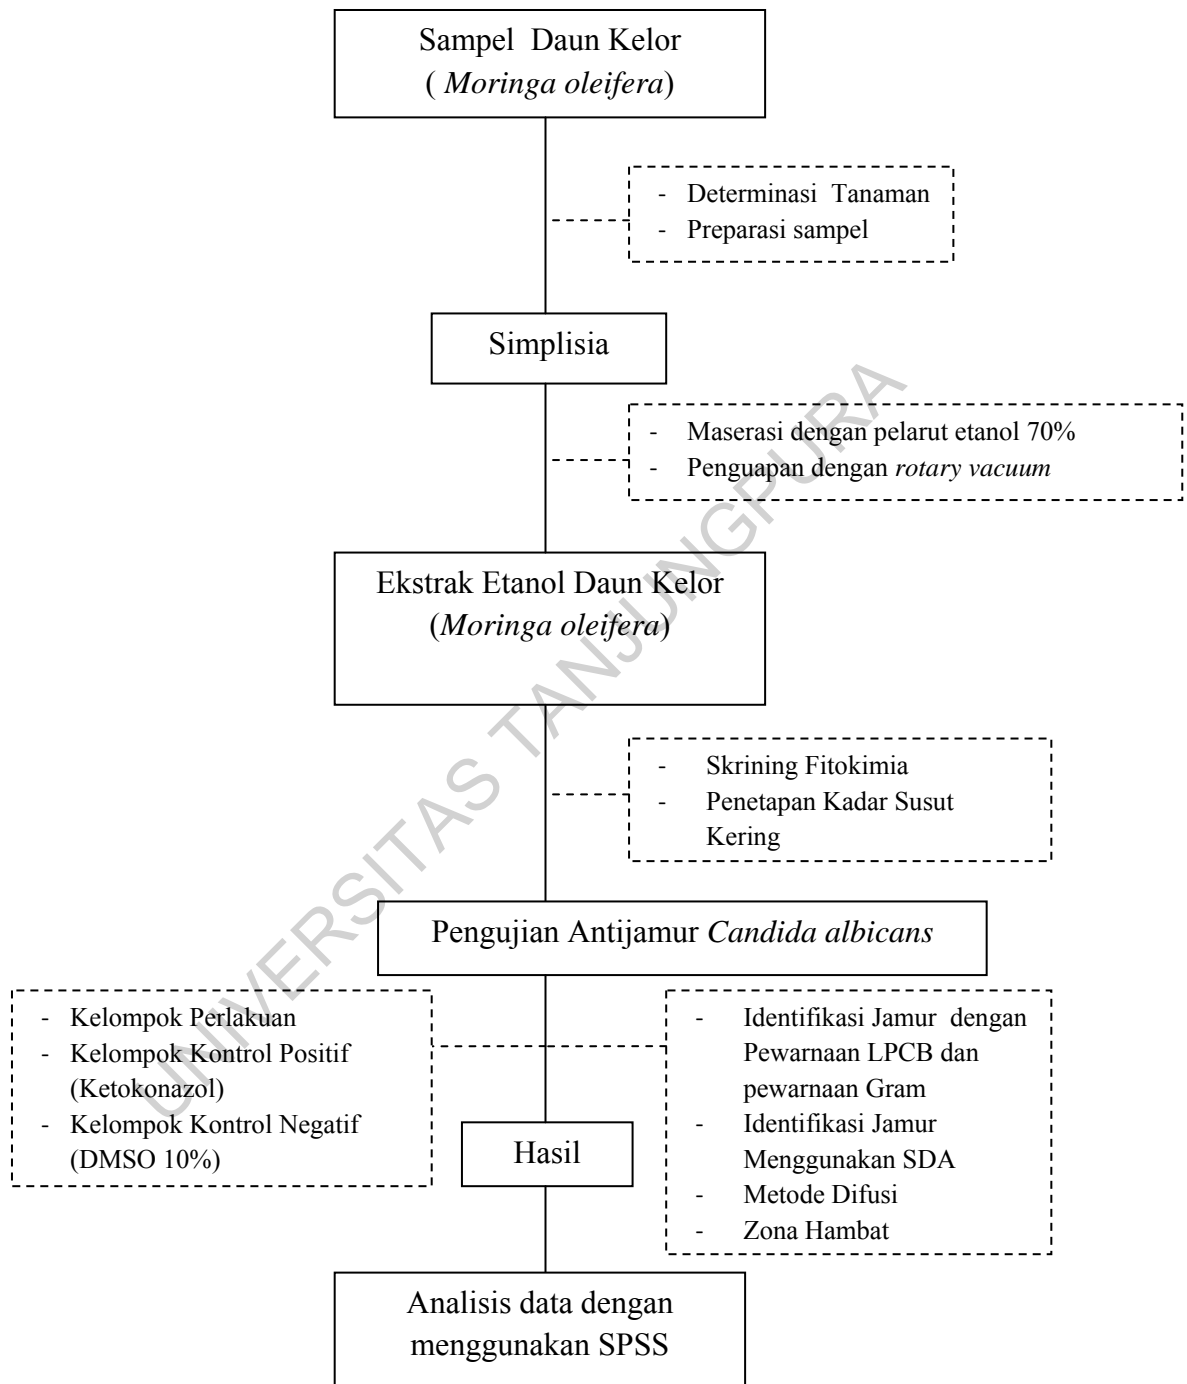 Sampel  Daun Kelor
( Moringa oleifera)
- Determinasi  Tanaman
- Preparasi sampel
Simplisia
- Maserasi dengan pelarut etanol 70%
- Penguapan dengan rotary vacuum
Ekstrak Etanol Daun Kelor
(Moringa oleifera)
- Skrining Fitokimia
- Penetapan Kadar Susut
Kering
Pengujian Antijamur Candida albicans
- Kelompok Perlakuan
- Kelompok Kontrol Positif
(Ketokonazol)
- Kelompok Kontrol Negatif
(DMSO 10%)
- Identifikasi Jamur  dengan
Pewarnaan LPCB dan
pewarnaan Gram
- Identifikasi Jamur
Menggunakan SDA
- Metode Difusi
- Zona Hambat
Hasil
Analisis data dengan
menggunakan SPSS
UNIVERSITAS TANJUNGPURA